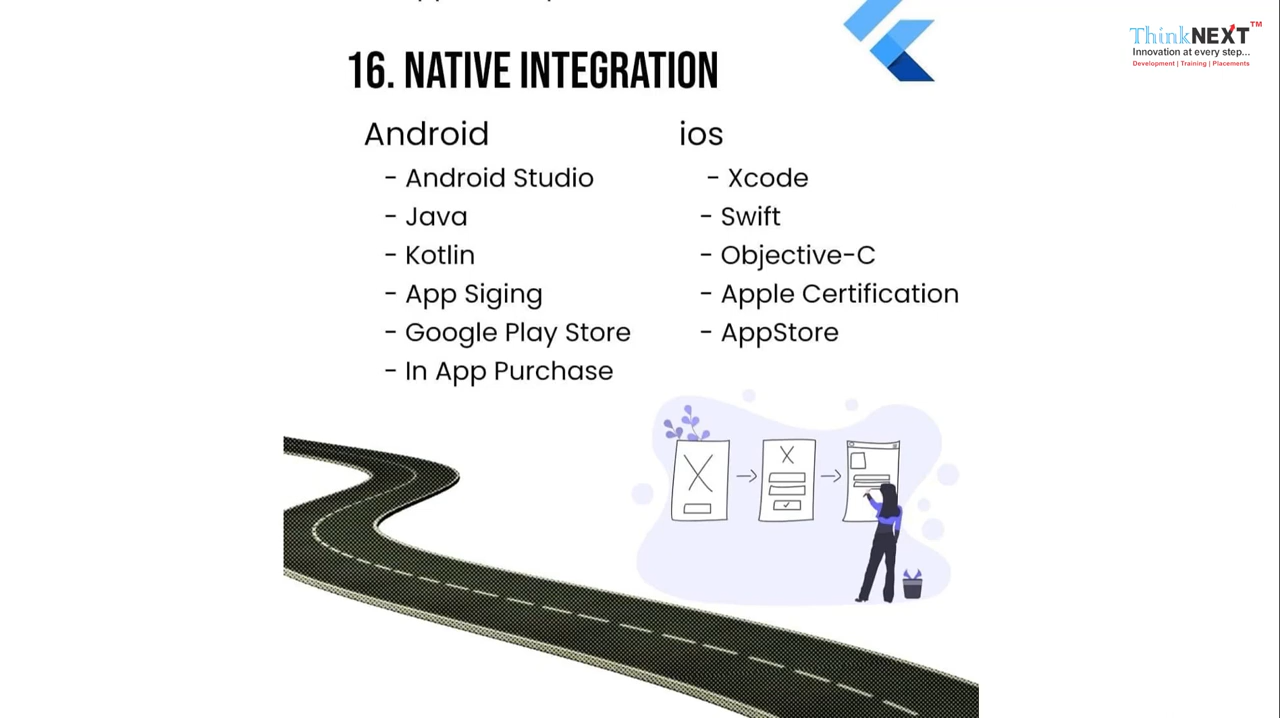 ThinkNEXT™
Innovation at every step...
Development | Training | Placements
16. NATIVE INTEGRATION
Android
- Android Studio
- Java
- Kotlin
- App Siging
- Google Play Store
- In App Purchase
ios
- Xcode
- Swift
- Objective-C
- Apple Certification
- AppStore